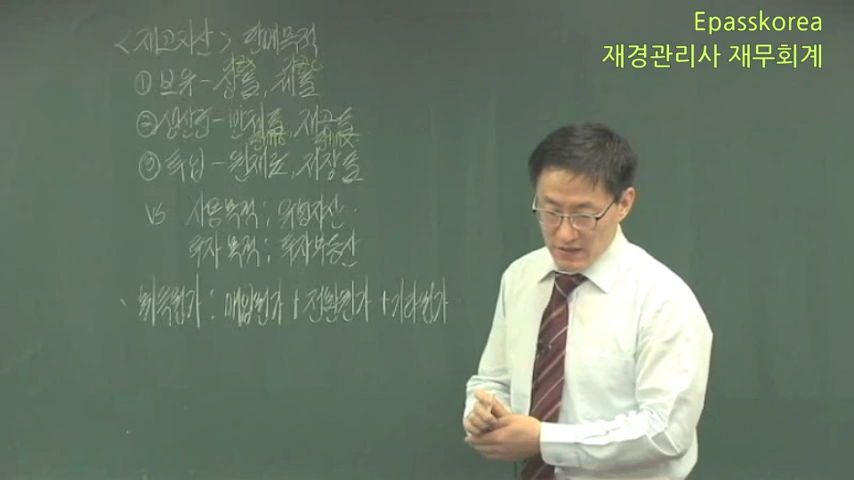 Epasskorea
재경관리사 재무회계
<재고자산> 판매목적
① 보유 - 상품, 제품
② 생산중 - 반제품, 재공품
③ 투입 - 원재료, 저장품
vs 사용목적 : 유형자산
투자목적 : 투자부동산
취득원가 : 매입원가 + 전환원가 + 기타원가